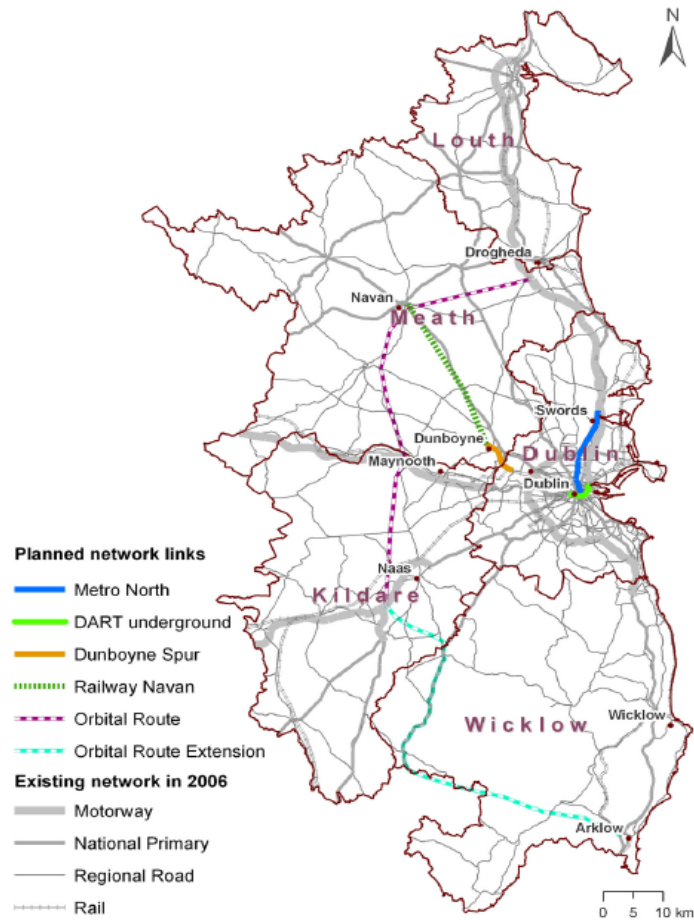 N
Louth
Drogheda
Navan
Meath
Swords
Dunboyne
Dublin
Maynooth
Dublin
Planned network links
Naas
Metro North
Kildare
DART underground
Dunboyne Spur
Railway Navan
Orbital Route
Wicklow
Wicklow
Orbital Route Extension
Existing network in 2006
Motorway
National Primary
Arklow
Regional Road
Rail
0 5 10 km